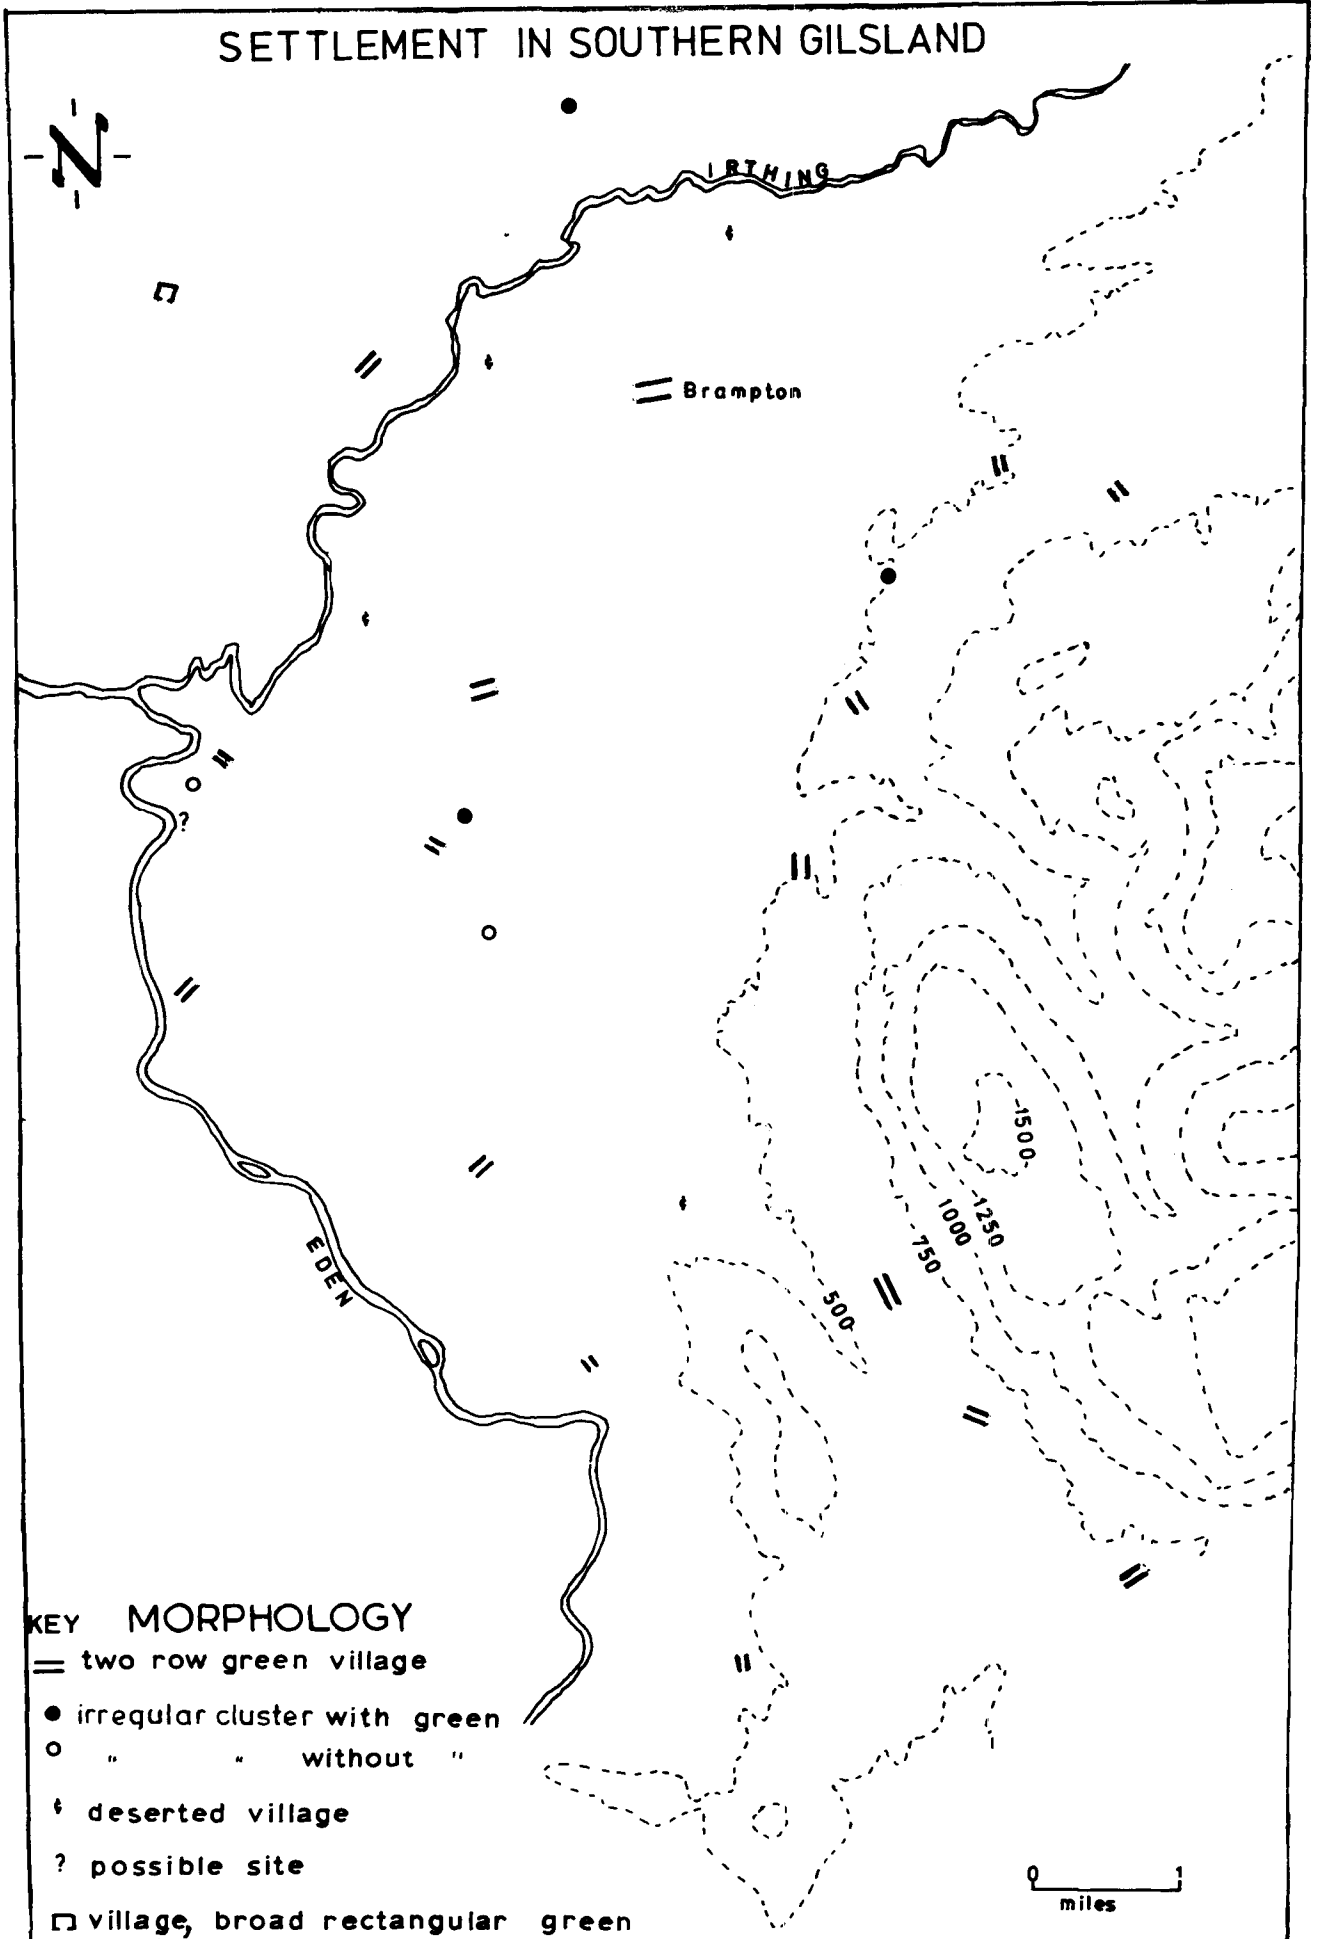 SETTLEMENT IN SOUTHERN GILSLAND
N
IRTHING
Brampton
?
1500
1250
1000
750
500
EDEN
KEY MORPHOLOGY
two row green village
irregular cluster with green
" " without "
deserted village
? possible site
village, broad rectangular green
0 1
miles